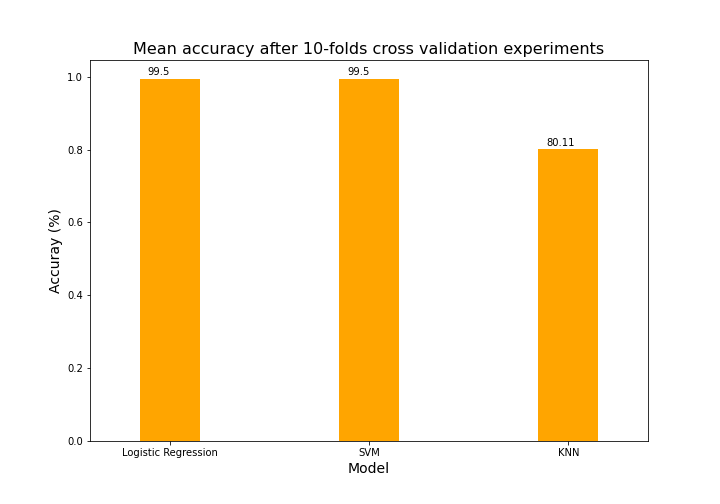 Mean accuracy after 10-folds cross validation experiments
99.5
99.5
80.11
1.0
0.8
0.6
0.4
0.2
0.0
Accuray (%)
Logistic Regression
SVM
KNN
Model